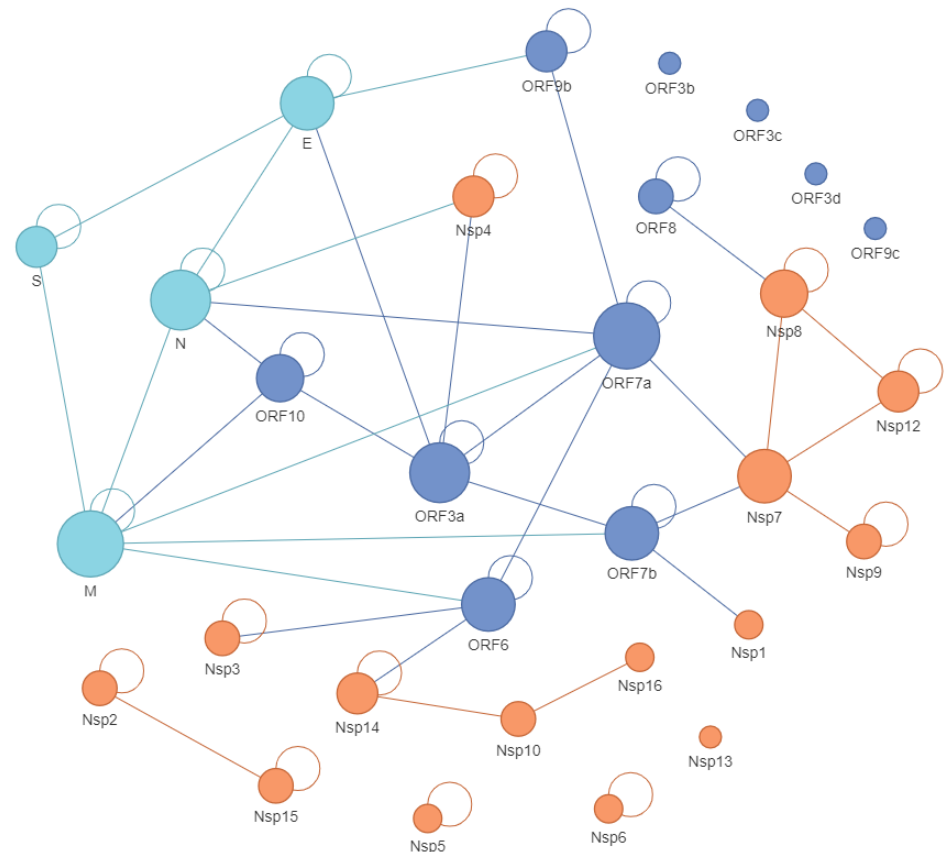 ORF9b
ORF3b
ORF3c
E
ORF3d
Nsp4
ORF8
ORF9c
S
N
Nsp8
ORF7a
ORF10
Nsp12
ORF3a
Nsp7
ORF7b
Nsp9
M
ORF6
Nsp1
Nsp3
Nsp16
Nsp2
Nsp14
Nsp10
Nsp13
Nsp15
Nsp5
Nsp6